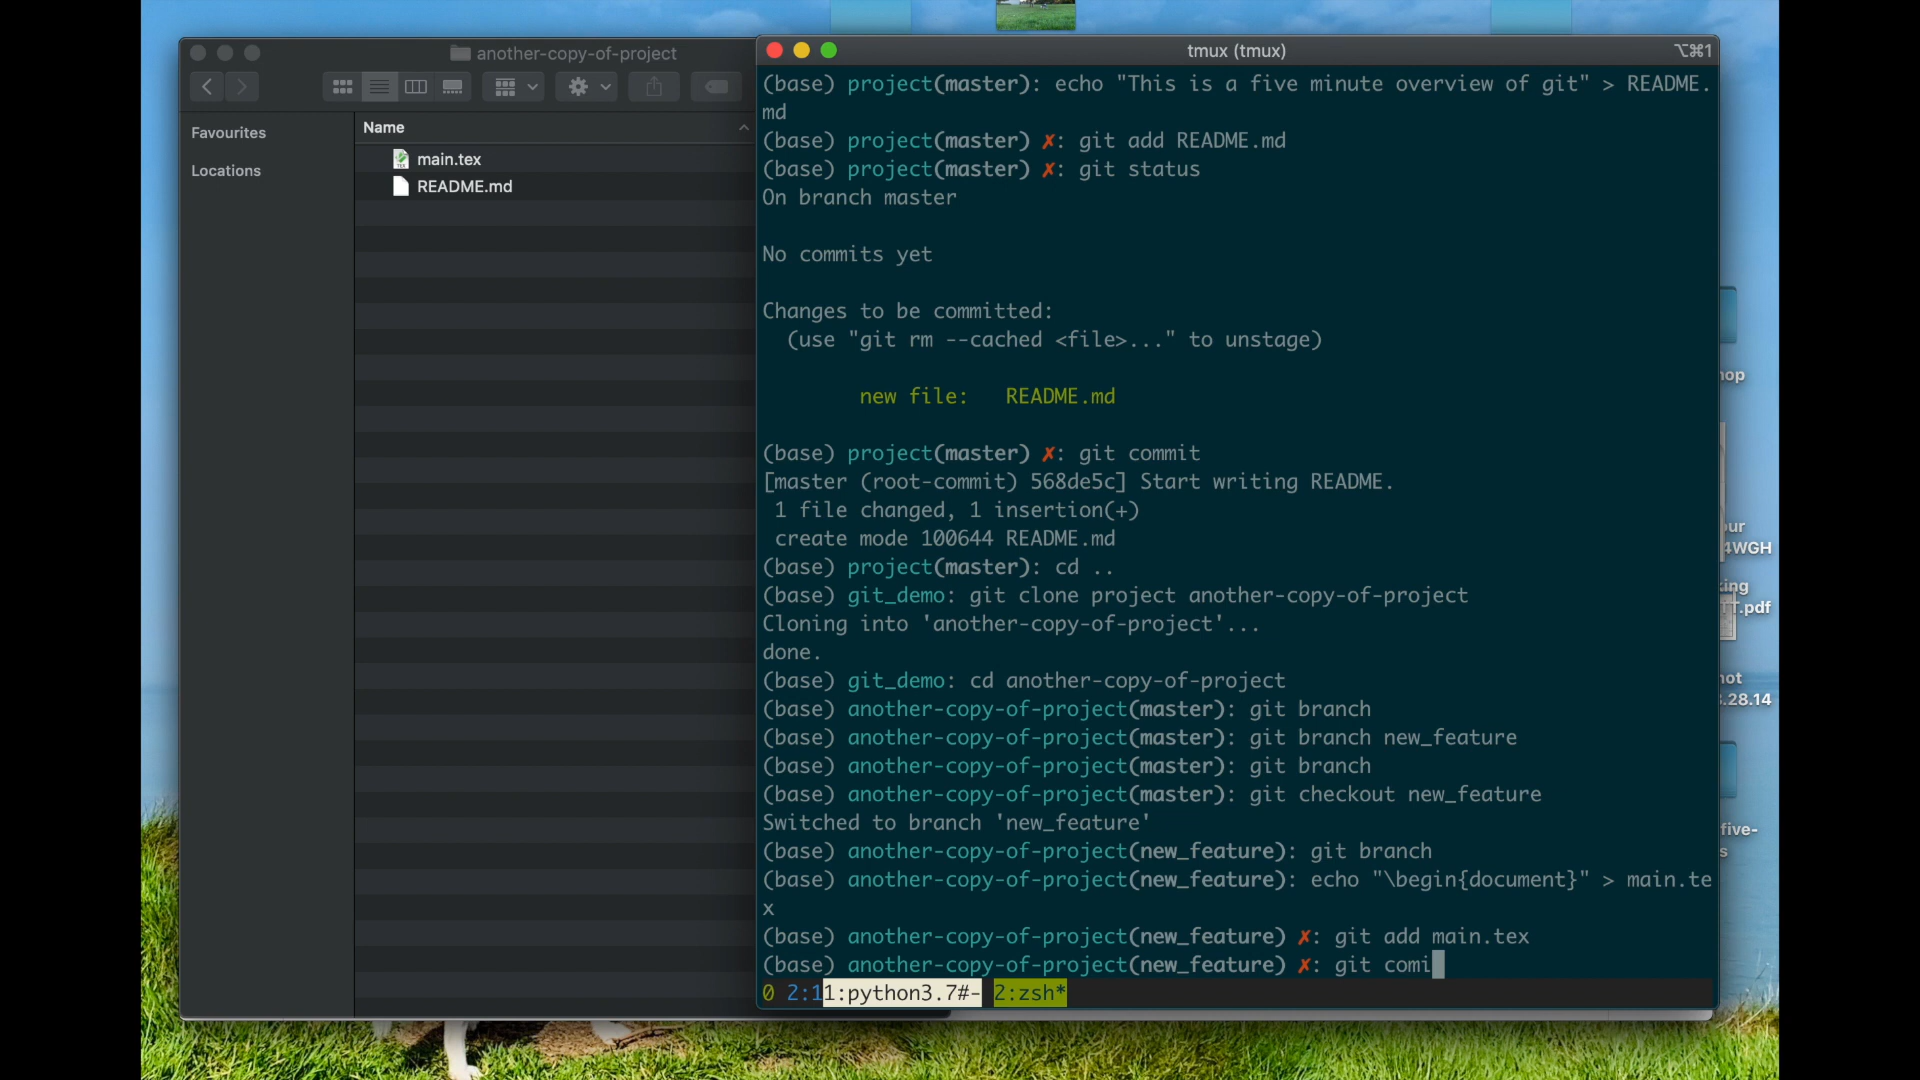 another-copy-of-project
Favourites
Locations
Name
main.tex
README.md
tmux (tmux)
⌥⌘1
(base) project(master): echo "This is a five minute overview of git" > README.
md
(base) project(master) ✗: git add README.md
(base) project(master) ✗: git status
On branch master
No commits yet
Changes to be committed:
(use "git rm --cached <file>..." to unstage)
new file:   README.md
(base) project(master) ✗: git commit
[master (root-commit) 568de5c] Start writing README.
1 file changed, 1 insertion(+)
create mode 100644 README.md
(base) project(master): cd ..
(base) git_demo: git clone project another-copy-of-project
Cloning into 'another-copy-of-project'...
done.
(base) git_demo: cd another-copy-of-project
(base) another-copy-of-project(master): git branch
(base) another-copy-of-project(master): git branch new_feature
(base) another-copy-of-project(master): git branch
(base) another-copy-of-project(master): git checkout new_feature
Switched to branch 'new_feature'
(base) another-copy-of-project(new_feature): git branch
(base) another-copy-of-project(new_feature): echo "\begin{document}" > main.te
x
(base) another-copy-of-project(new_feature) ✗: git add main.tex
(base) another-copy-of-project(new_feature) ✗: git comi
0 2:11:python3.7#- 2:zsh*
4WGH
.pdf
.28.14
five-